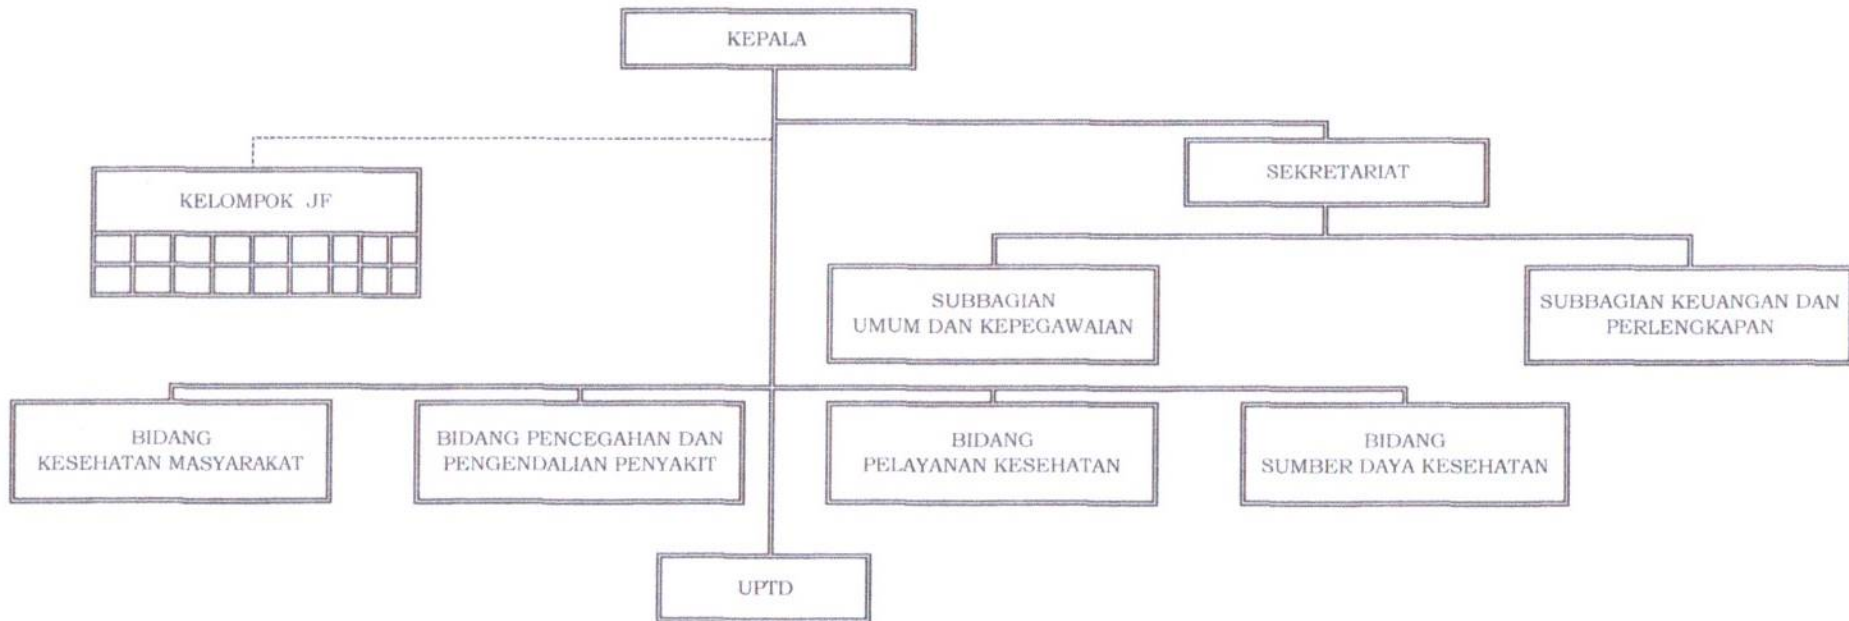 KEPALA
SEKRETARIAT
KELOMPOK JF
SUBBAGIAN
UMUM DAN KEPEGAWAIAN
SUBBAGIAN KEUANGAN DAN
PERLENGKAPAN
BIDANG
KESEHATAN MASYARAKAT
BIDANG PENCEGAHAN DAN
PENGENDALIAN PENYAKIT
BIDANG
PELAYANAN KESEHATAN
BIDANG
SUMBER DAYA KESEHATAN
UPTD